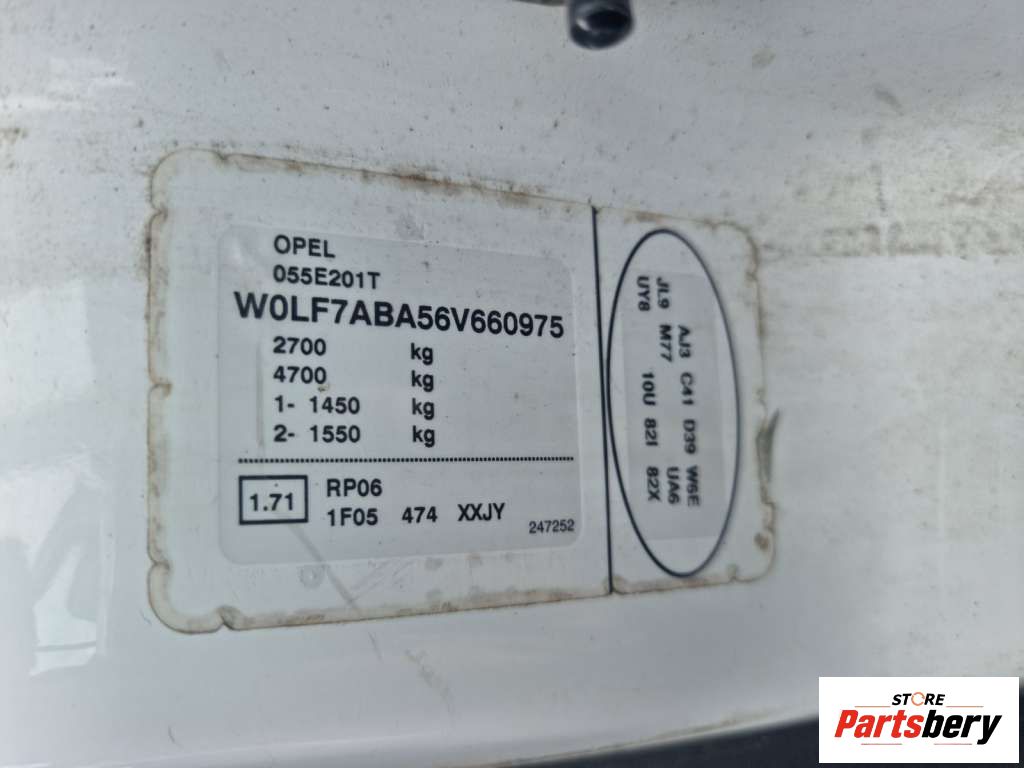 OPEL
055E201T
W0LF7ABA56V660975
2700 kg
4700 kg
1- 1450 kg
2- 1550 kg
1.71 RP06
1F05 474 XXJY
247252
AJ3 C41 D39 W6E
JL9 M77 10U 82I UA6
UY8 82X
STORE
Partsbery